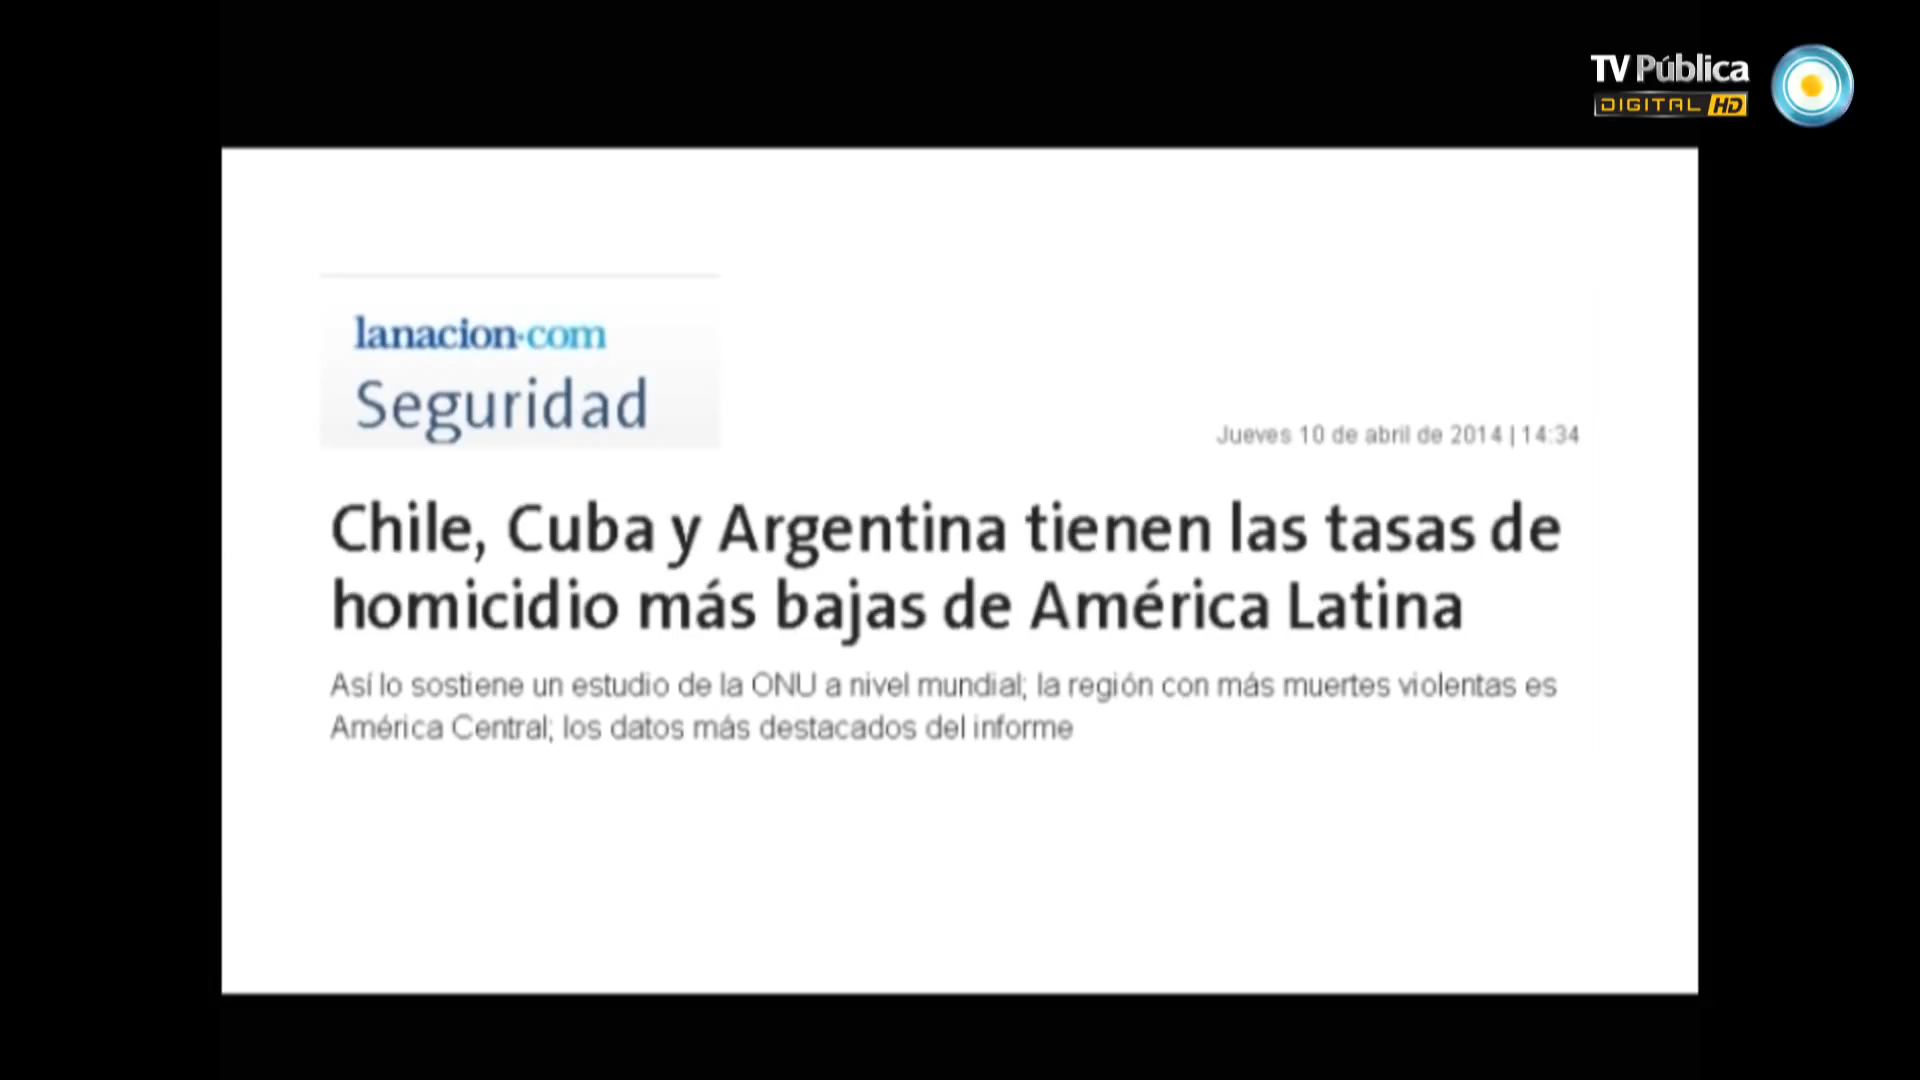 TV Pública
DIGITAL HD
lanacion.com
Seguridad
Jueves 10 de abril de 2014 | 14:34
Chile, Cuba y Argentina tienen las tasas de
homicidio más bajas de América Latina
Así lo sostiene un estudio de la ONU a nivel mundial; la región con más muertes violentas es
América Central; los datos más destacados del informe